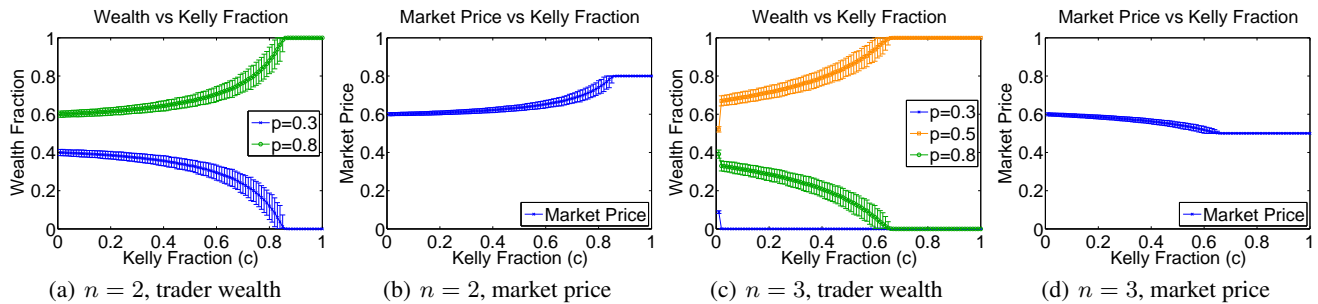 Wealth vs Kelly Fraction
Wealth Fraction
1
0.8
0.6
0.4
0.2
0
0 0.2 0.4 0.6 0.8 1
Kelly Fraction (c)
p=0.3
p=0.8
(a) n = 2, trader wealth
Market Price vs Kelly Fraction
Market Price
1
0.8
0.6
0.4
0.2
0
0 0.2 0.4 0.6 0.8 1
Kelly Fraction (c)
Market Price
(b) n = 2, market price
Wealth vs Kelly Fraction
Wealth Fraction
1
0.8
0.6
0.4
0.2
0
0 0.2 0.4 0.6 0.8 1
Kelly Fraction (c)
p=0.3
p=0.5
p=0.8
(c) n = 3, trader wealth
Market Price vs Kelly Fraction
Market Price
1
0.8
0.6
0.4
0.2
0
0 0.2 0.4 0.6 0.8 1
Kelly Fraction (c)
Market Price
(d) n = 3, market price